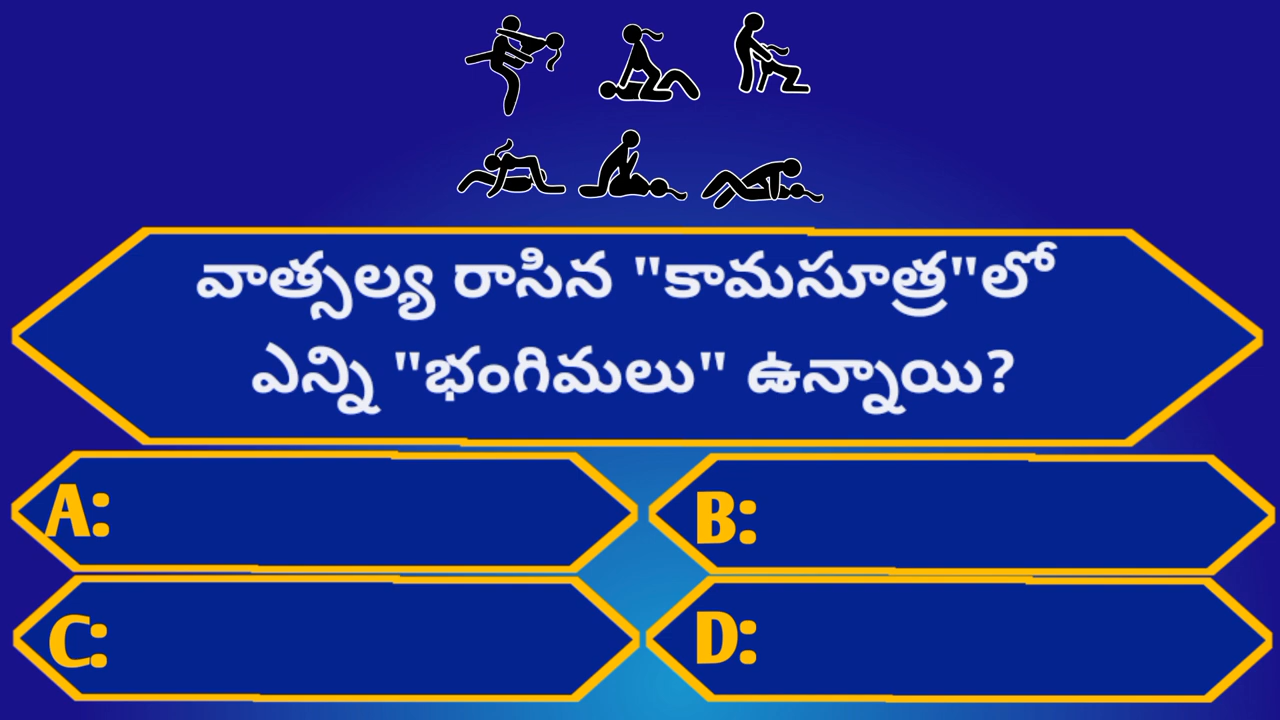 వాత్సల్య రాసిన "కామసూత్ర"లో
ఎన్ని "భంగిమలు" ఉన్నాయి?
A:
B:
C:
D: